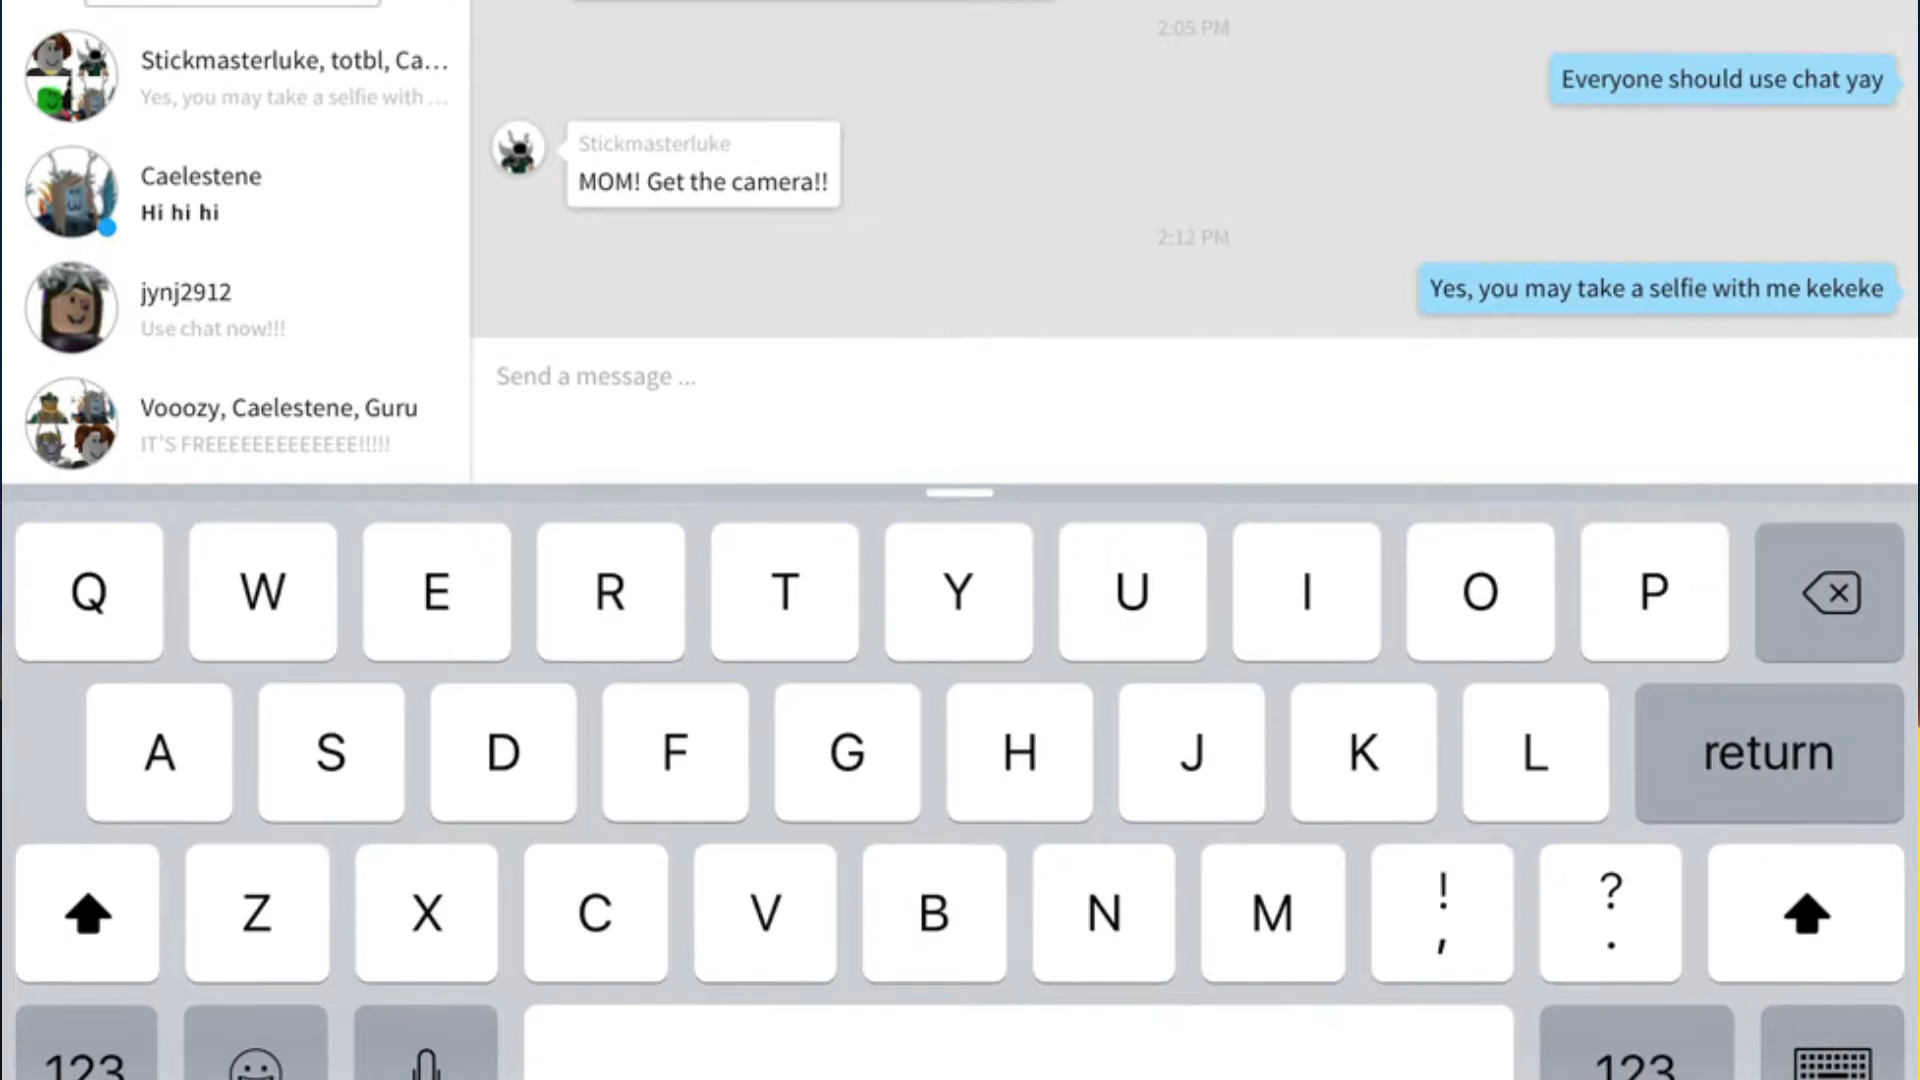 Stickmasterluke, totbl, Ca...
Yes, you may take a selfie with ...
Caelestene
Hi hi hi
jynj2912
Use chat now!!!
Vooozy, Caelestene, Guru
IT'S FREEEEEEEEEEEEE!!!!!
2:05 PM
Everyone should use chat yay
Stickmasterluke
MOM! Get the camera!!
2:12 PM
Yes, you may take a selfie with me kekeke
Send a message ...
Q W E R T Y U I O P
A S D F G H J K L return
Z X C V B N M ! , ? .
123 123